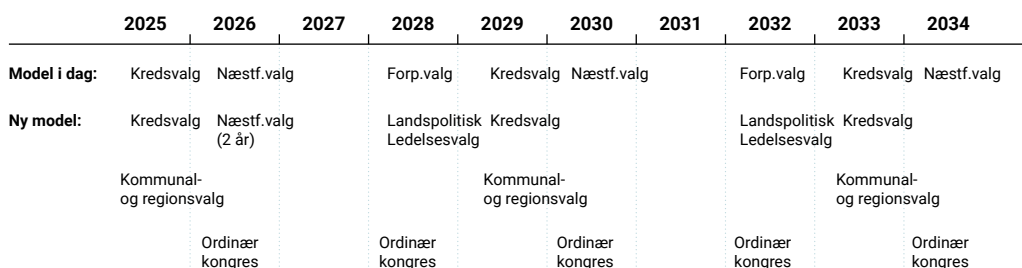 2025 2026 2027 2028 2029 2030 2031 2032 2033 2034
Model i dag: Kredsvalg Næstf.valg Forp.valg Kredsvalg Næstf.valg Forp.valg Kredsvalg Næstf.valg
Ny model: Kredsvalg Næstf.valg Landspolitisk Kredsvalg Landspolitisk Kredsvalg
(2 år) Ledelsesvalg Ledelsesvalg
Kommunal- Kommunal- Kommunal-
og regionsvalg og regionsvalg og regionsvalg
Ordinær Ordinær Ordinær Ordinær Ordinær
kongres kongres kongres kongres kongres